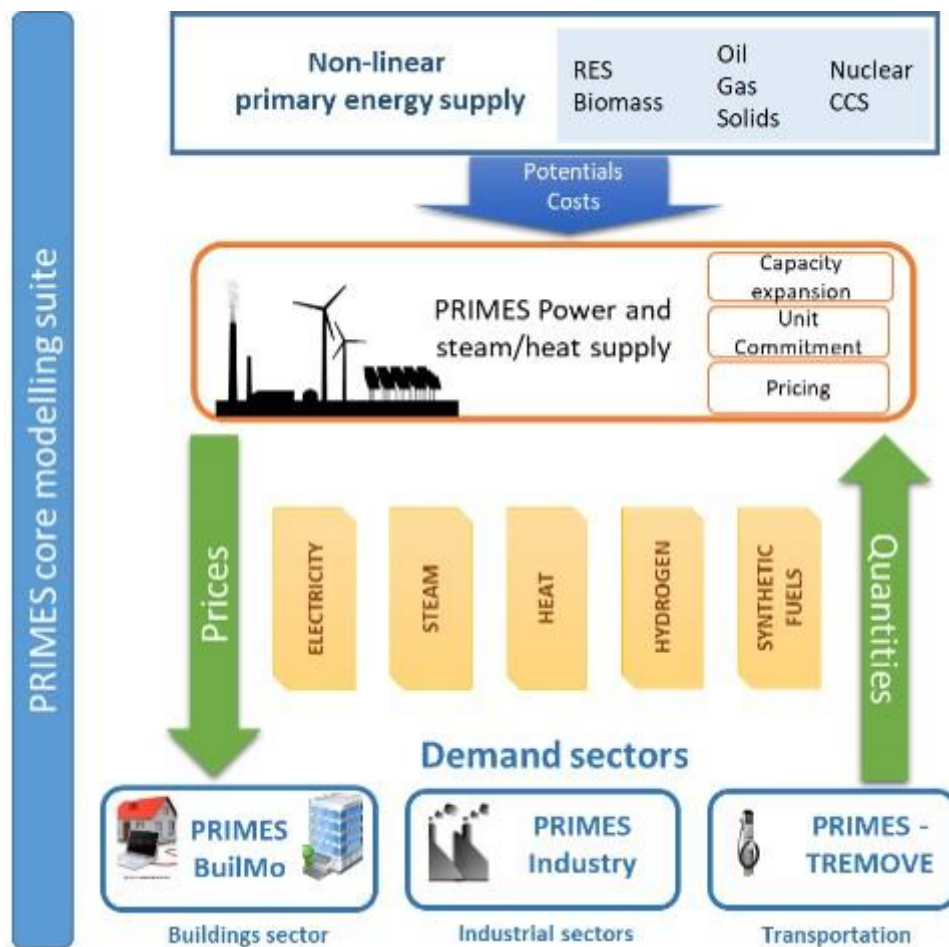 PRIMES core modelling suite
Non-linear
primary energy supply
RES
Biomass
Oil
Gas
Solids
Nuclear
CCS
Potentials
Costs
PRIMES Power and
steam/heat supply
Capacity
expansion
Unit
Commitment
Pricing
Prices
ELECTRICITY
STEAM
HEAT
HYDROGEN
SYNTHETIC
FUELS
Quantities
Demand sectors
PRIMES
BuilMo
PRIMES
Industry
PRIMES -
TREMOVE
Buildings sector
Industrial sectors
Transportation